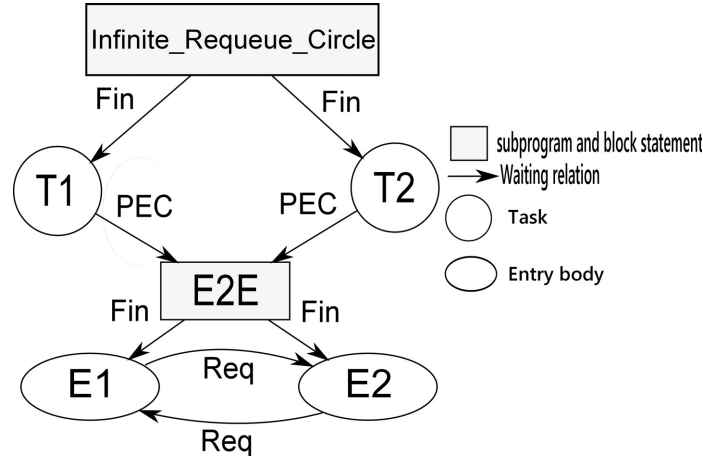 Infinite_Requeue_Circle
Fin
Fin
T1
T2
PEC
PEC
E2E
Fin
Fin
E1
E2
Req
Req
subprogram and block statement
Waiting relation
Task
Entry body